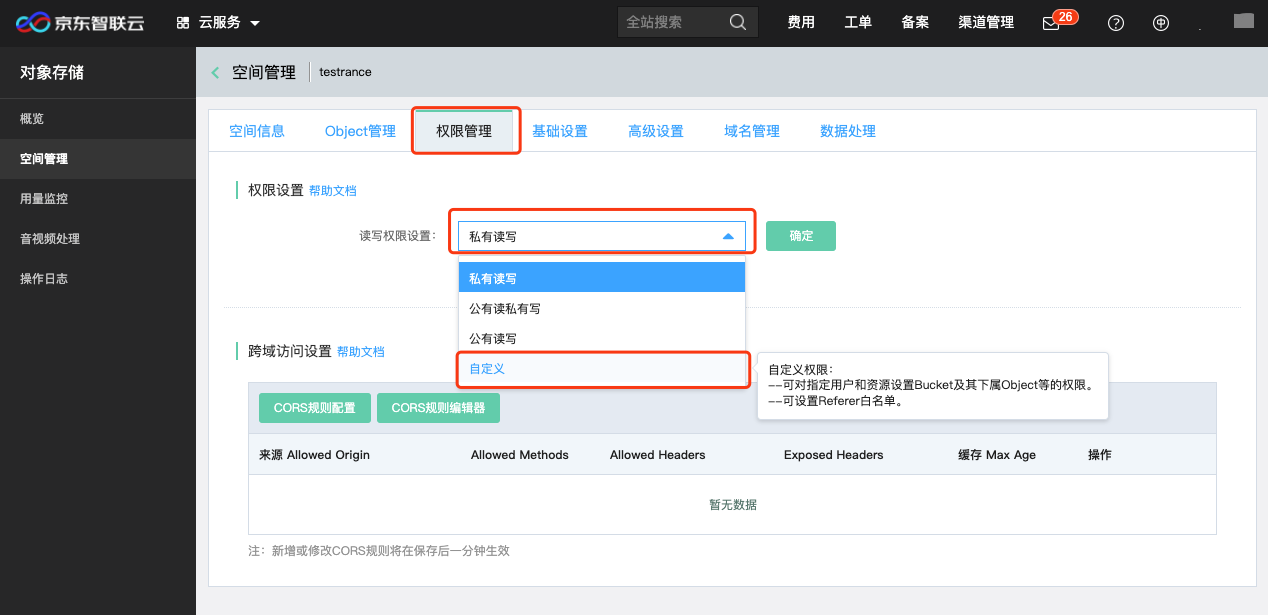 京东智联云
云服务
全站搜索
费用
工单
备案
渠道管理
26
中
对象存储
概览
空间管理
用量监控
音视频处理
操作日志
空间管理
testrance
空间信息
Object管理
权限管理
基础设置
高级设置
域名管理
数据处理
权限设置 帮助文档
读写权限设置：
私有读写
确定
私有读写
公有读私有写
公有读写
自定义
自定义权限：
--可对指定用户和资源设置Bucket及其下属Object等的权限。
--可设置Referer白名单。
跨域访问设置 帮助文档
CORS规则配置
CORS规则编辑器
来源 Allowed Origin
Allowed Methods
Allowed Headers
Exposed Headers
缓存 Max Age
操作
暂无数据
注：新增或修改CORS规则将在保存后一分钟生效